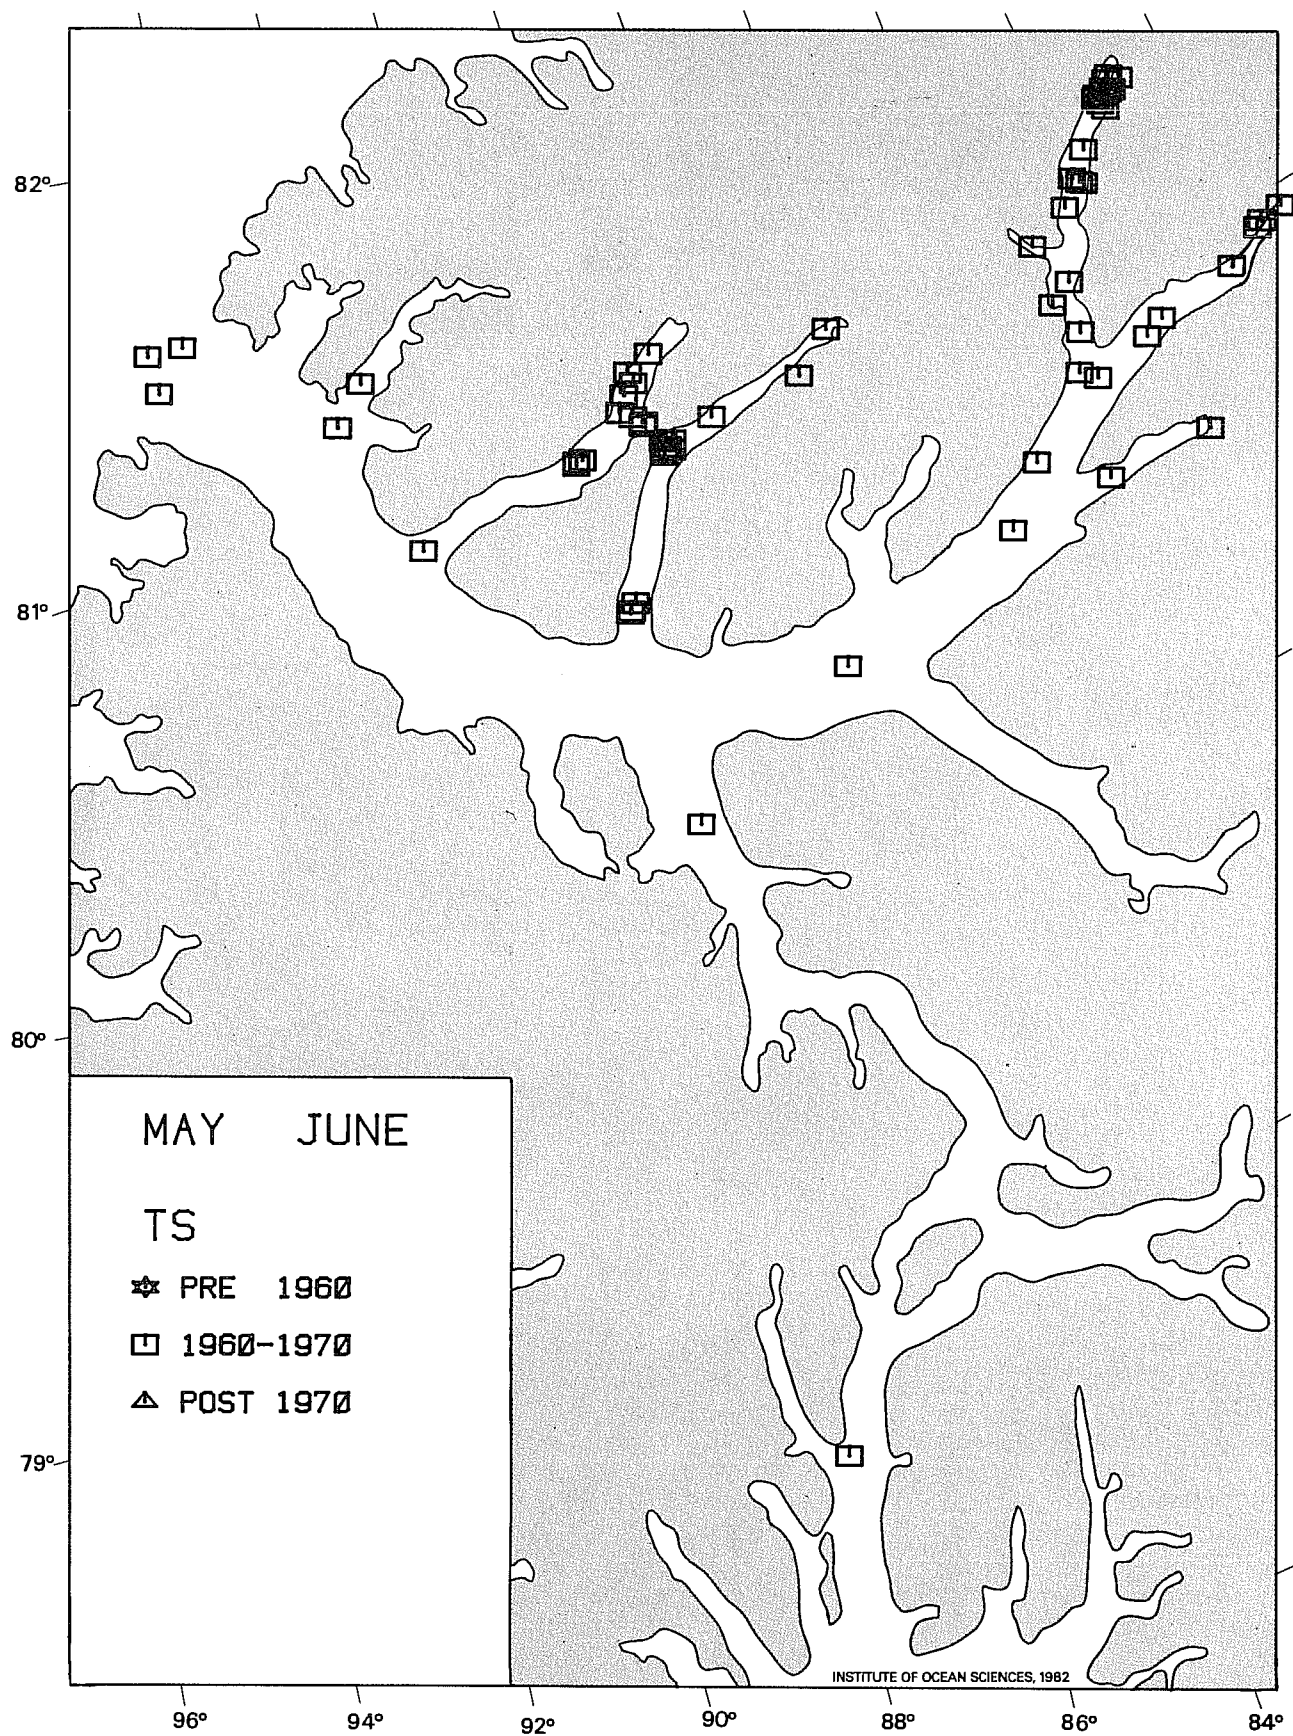 82°
81°
80°
79°
MAY JUNE
TS
PRE 1960
1960-1970
POST 1970
INSTITUTE OF OCEAN SCIENCES, 1982
96° 94° 92° 90° 88° 86° 84°